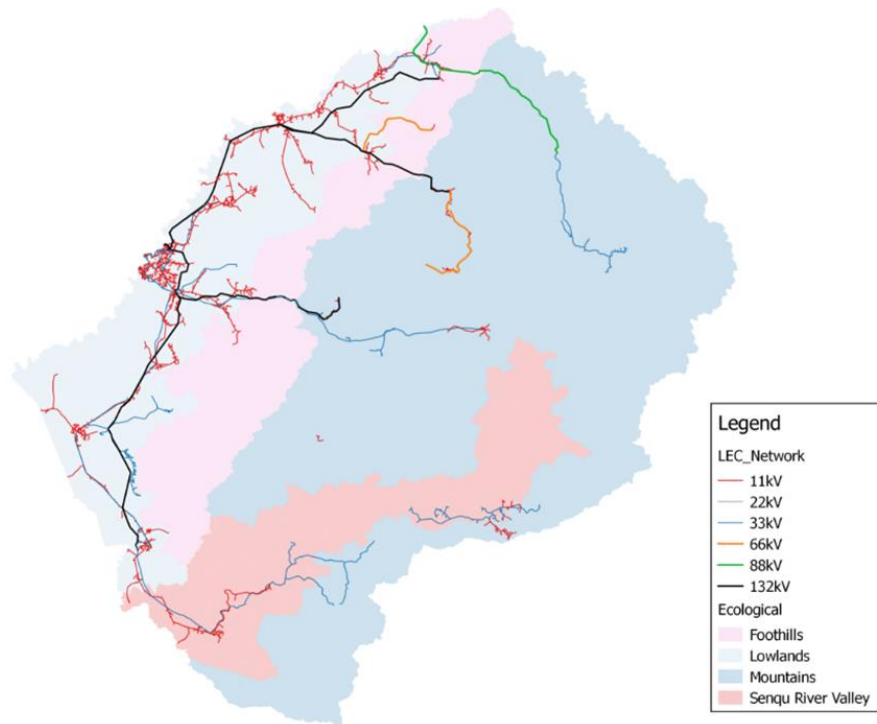 Legend
LEC_Network
11kV
22kV
33kV
66kV
88kV
132kV
Ecological
Foothills
Lowlands
Mountains
Senqu River Valley